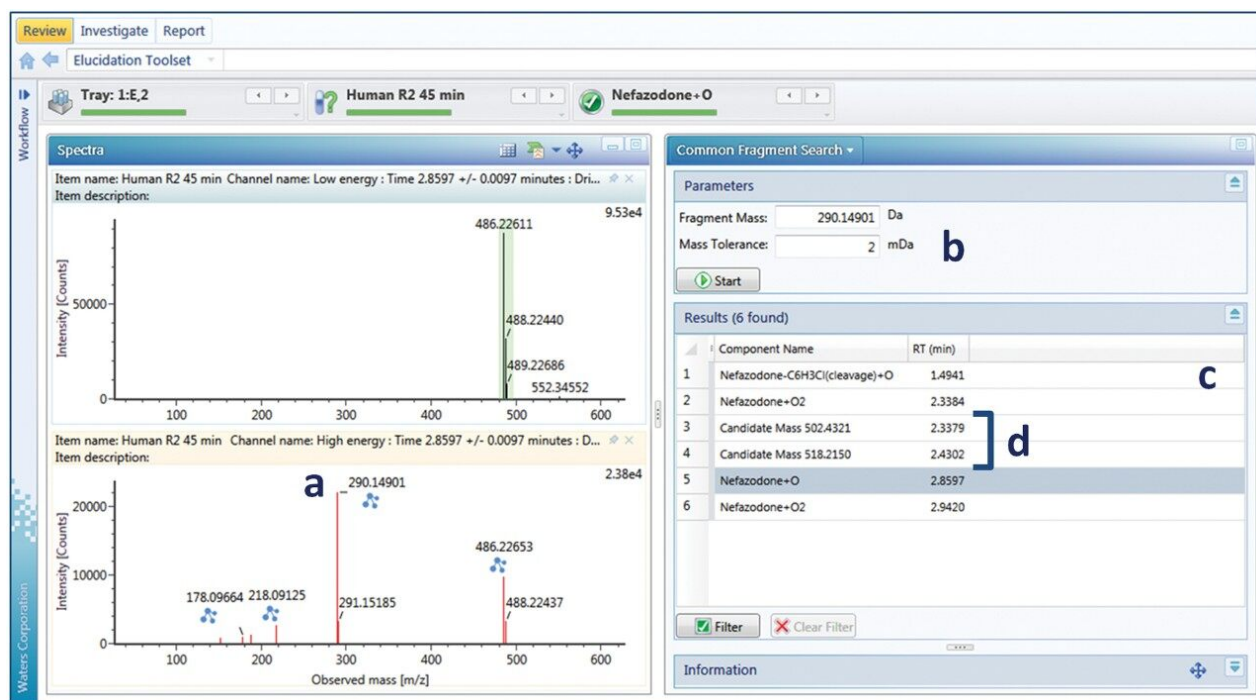 Review Investigate Report
Elucidation Toolset
Workflow
Tray: 1:E,2
Human R2 45 min
Nefazodone+O
Spectra
Item name: Human R2 45 min Channel name: Low energy : Time 2.8597 +/- 0.0097 minutes : Dri...
Item description:
9.53e4
486.22611
488.22440
489.22686
552.34552
Intensity [Counts]
50000
0
100 200 300 400 500 600
Item name: Human R2 45 min Channel name: High energy : Time 2.8597 +/- 0.0097 minutes : D...
Item description:
2.38e4
a
290.14901
486.22653
178.09664
218.09125
291.15185
488.22437
Intensity [Counts]
20000
10000
0
100 200 300 400 500 600
Observed mass [m/z]
Waters Corporation
Common Fragment Search
Parameters
Fragment Mass: 290.14901 Da
Mass Tolerance: 2 mDa
b
Start
Results (6 found)
Component Name RT (min)
1 Nefazodone-C6H3Cl(cleavage)+O 1.4941
c
2 Nefazodone+O2 2.3384
3 Candidate Mass 502.4321 2.3379
d
4 Candidate Mass 518.2150 2.4302
5 Nefazodone+O 2.8597
6 Nefazodone+O2 2.9420
Filter Clear Filter
Information